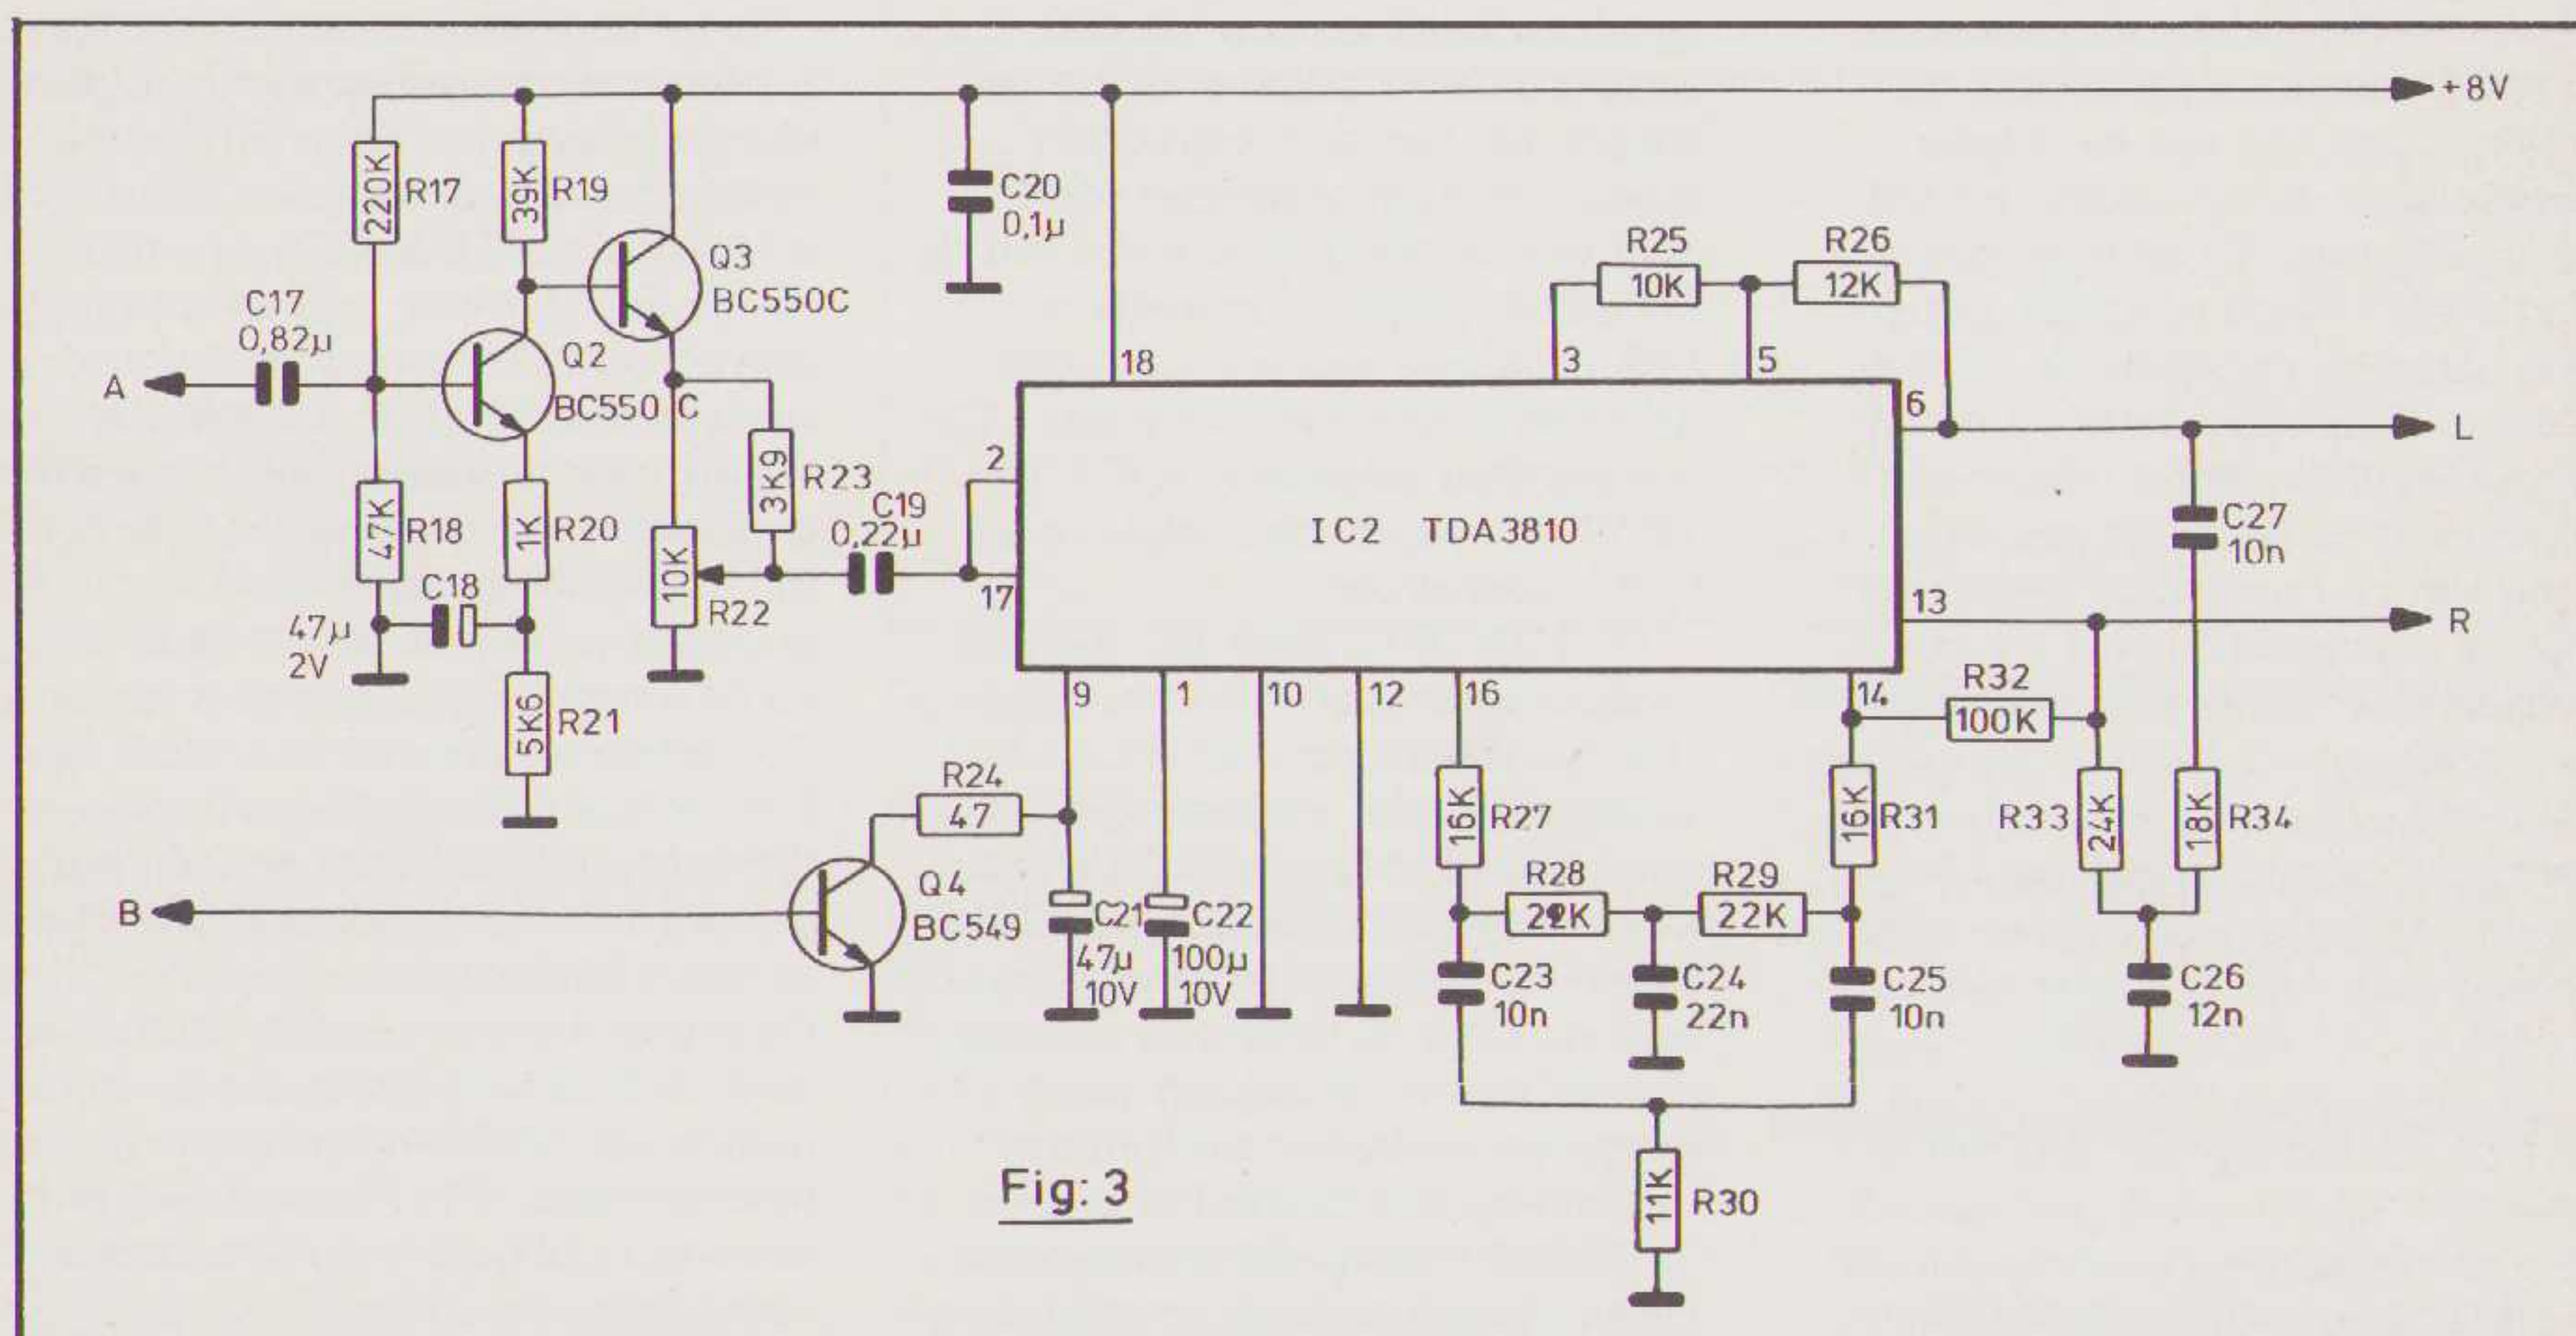 +8V
220K
R17
39K
R19
Q3
BC550C
C20
0,1µ
R25
10K
R26
12K
C17
0,82µ
A
Q2
BC550 C
18
3
5
6
L
2
3K9
R23
C19
0,22µ
IC2 TDA3810
C27
10n
47K
R18
1K
R20
C18
47µ
2V
10K
R22
17
13
R
5K6
R21
9
1
10
12
16
14
R32
100K
R24
47
16K
R27
16K
R31
R33
24K
18K
R34
B
Q4
BC549
C21
47µ
10V
C22
100µ
10V
R28
22K
R29
22K
C23
10n
C24
22n
C25
10n
C26
12n
Fig: 3
11K
R30